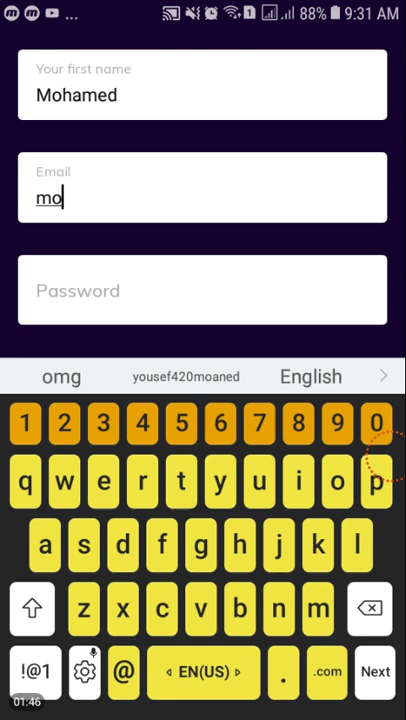 ... 1 88% 9:31 AM
Your first name
Mohamed
Email
mo
Password
omg yousef420moaned English
1 2 3 4 5 6 7 8 9 0
q w e r t y u i o p
a s d f g h j k l
z x c v b n m
!@1 @ EN(US) . .com Next
01:46